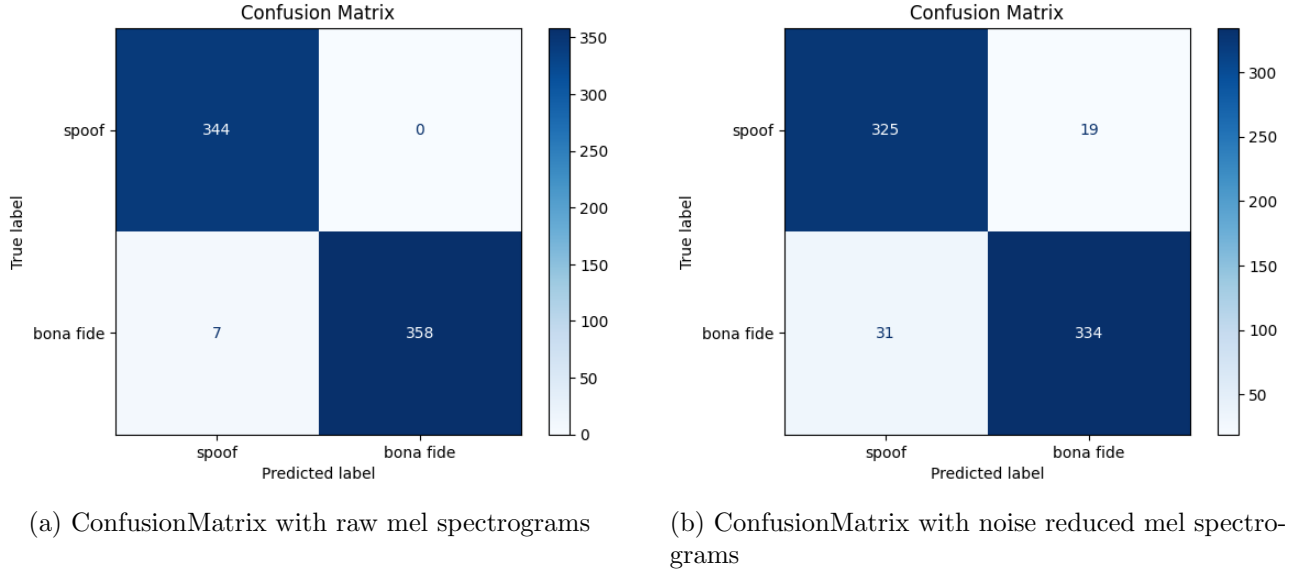 Confusion Matrix
spoof
bona fide
True label
344
0
7
358
spoof
bona fide
Predicted label
350
300
250
200
150
100
50
0
(a) ConfusionMatrix with raw mel spectrograms
Confusion Matrix
spoof
bona fide
True label
325
19
31
334
spoof
bona fide
Predicted label
300
250
200
150
100
50
(b) ConfusionMatrix with noise reduced mel spectro-
grams